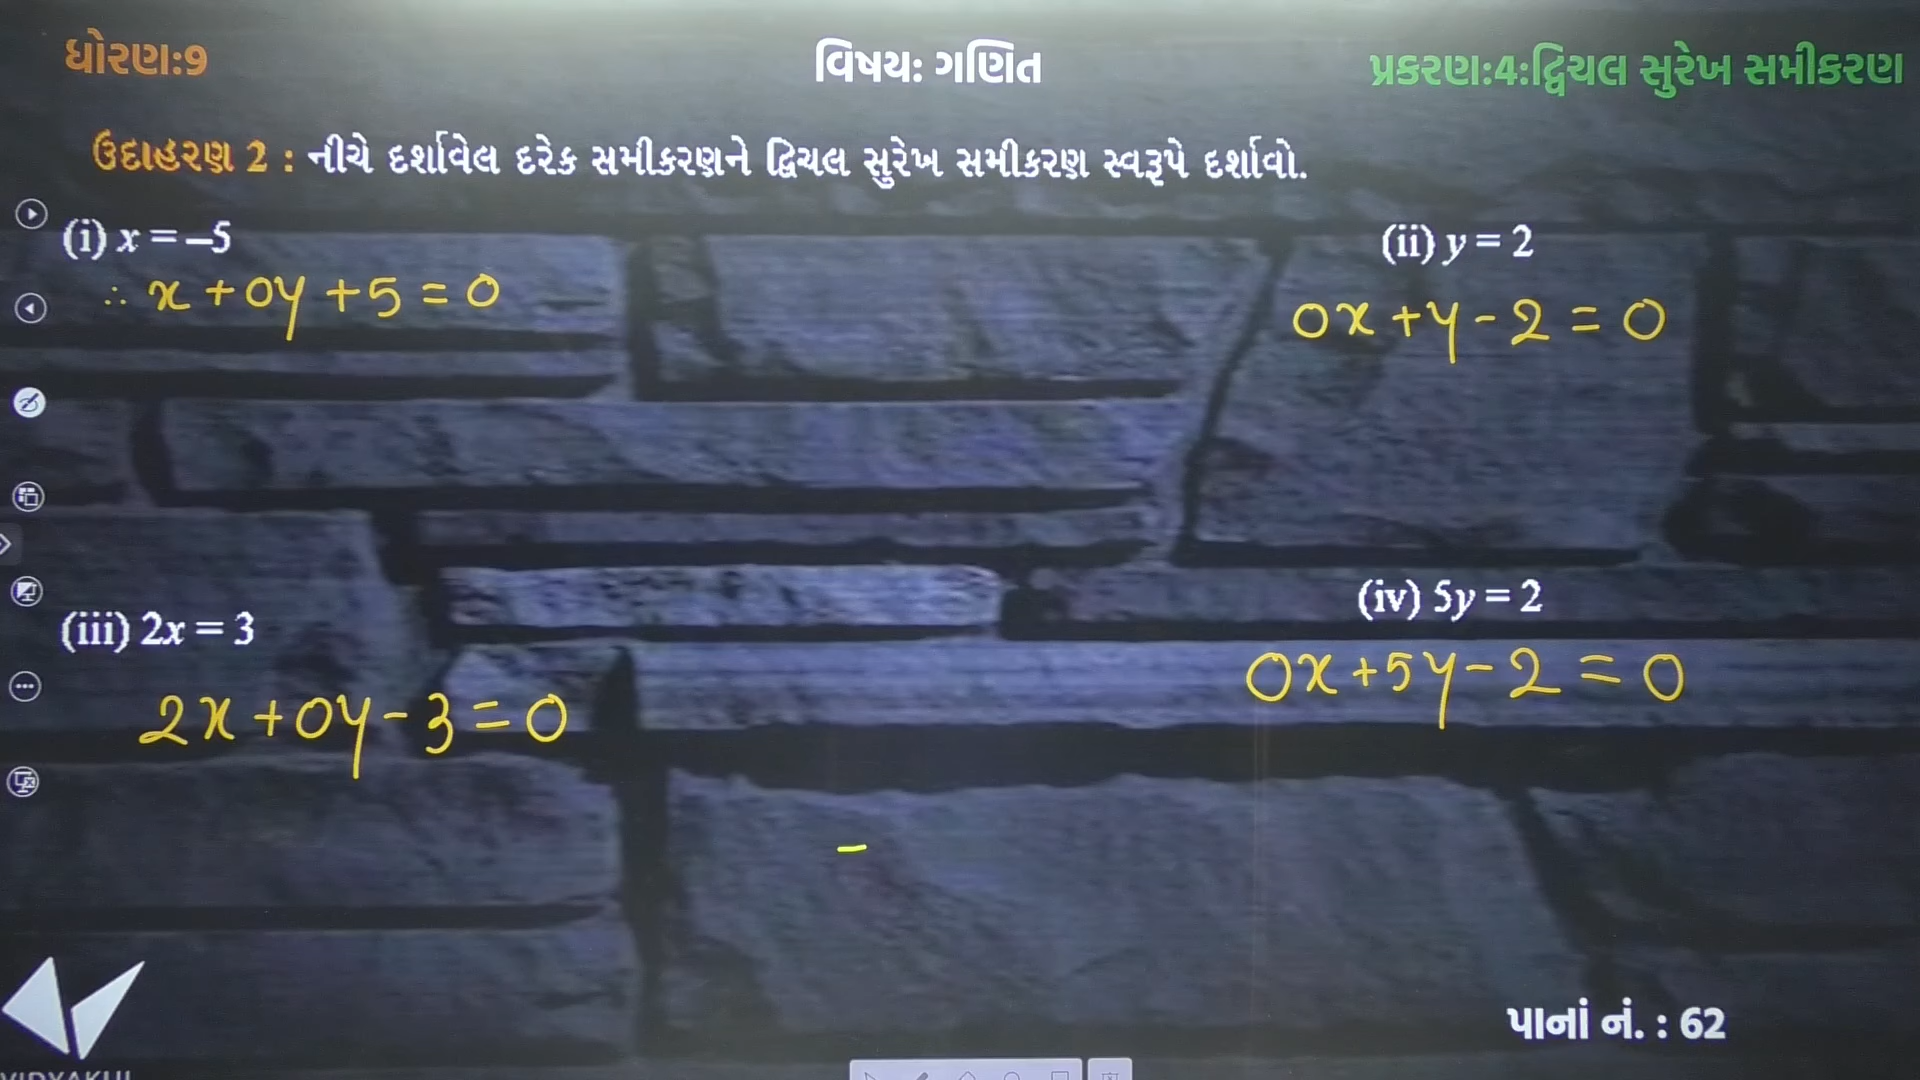 ધોરણ:9
વિષય: ગણિત
પ્રકરણ:4:દ્વિચલ સુરેખ સમીકરણ
ઉદાહરણ 2 : નીચે દર્શાવેલ દરેક સમીકરણને દ્વિચલ સુરેખ સમીકરણ સ્વરૂપે દર્શાવો.
(i) x = –5
(ii) y = 2
∴ x + 0y + 5 = 0
0x + y - 2 = 0
(iii) 2x = 3
(iv) 5y = 2
2x + 0y - 3 = 0
0x + 5y - 2 = 0
પાનાં નં. : 62
VIDYAKUL